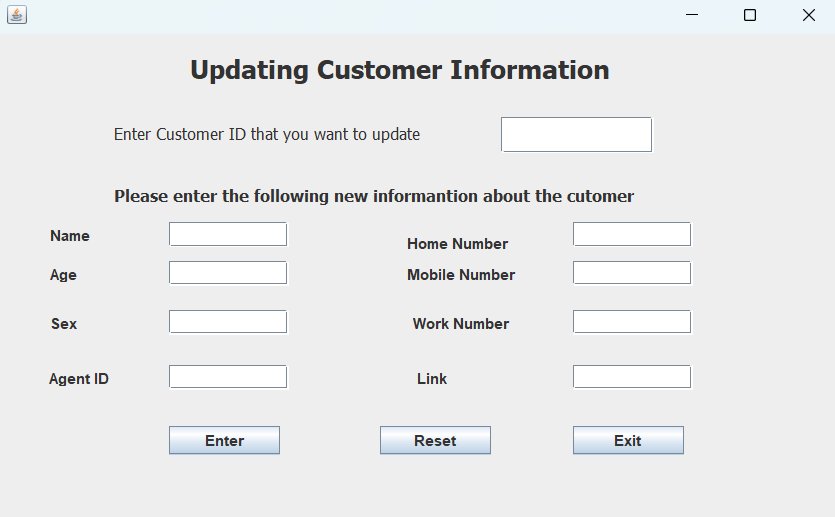 Updating Customer Information
Enter Customer ID that you want to update
Please enter the following new informantion about the cutomer
Name
Home Number
Age
Mobile Number
Sex
Work Number
Agent ID
Link
Enter
Reset
Exit